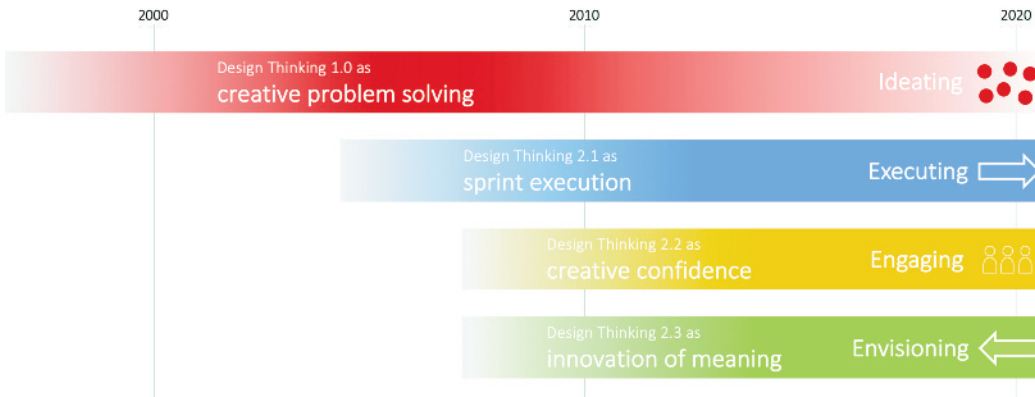 2000
2010
2020
Design Thinking 1.0 as
creative problem solving
Ideating
Design Thinking 2.1 as
sprint execution
Executing
Design Thinking 2.2 as
creative confidence
Engaging
Design Thinking 2.3 as
innovation of meaning
Envisioning